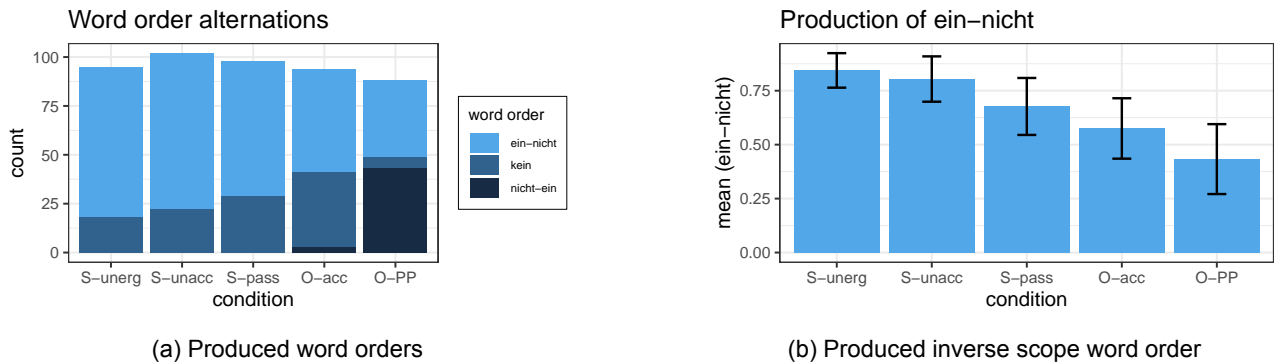 Word order alternations
100
75
50
25
0
count
S−unerg S−unacc S−pass O−acc O−PP
condition
word order
ein−nicht
kein
nicht−ein
(a) Produced word orders
Production of ein−nicht
0.75
0.50
0.25
0.00
mean (ein−nicht)
S−unerg S−unacc S−pass O−acc O−PP
condition
(b) Produced inverse scope word order